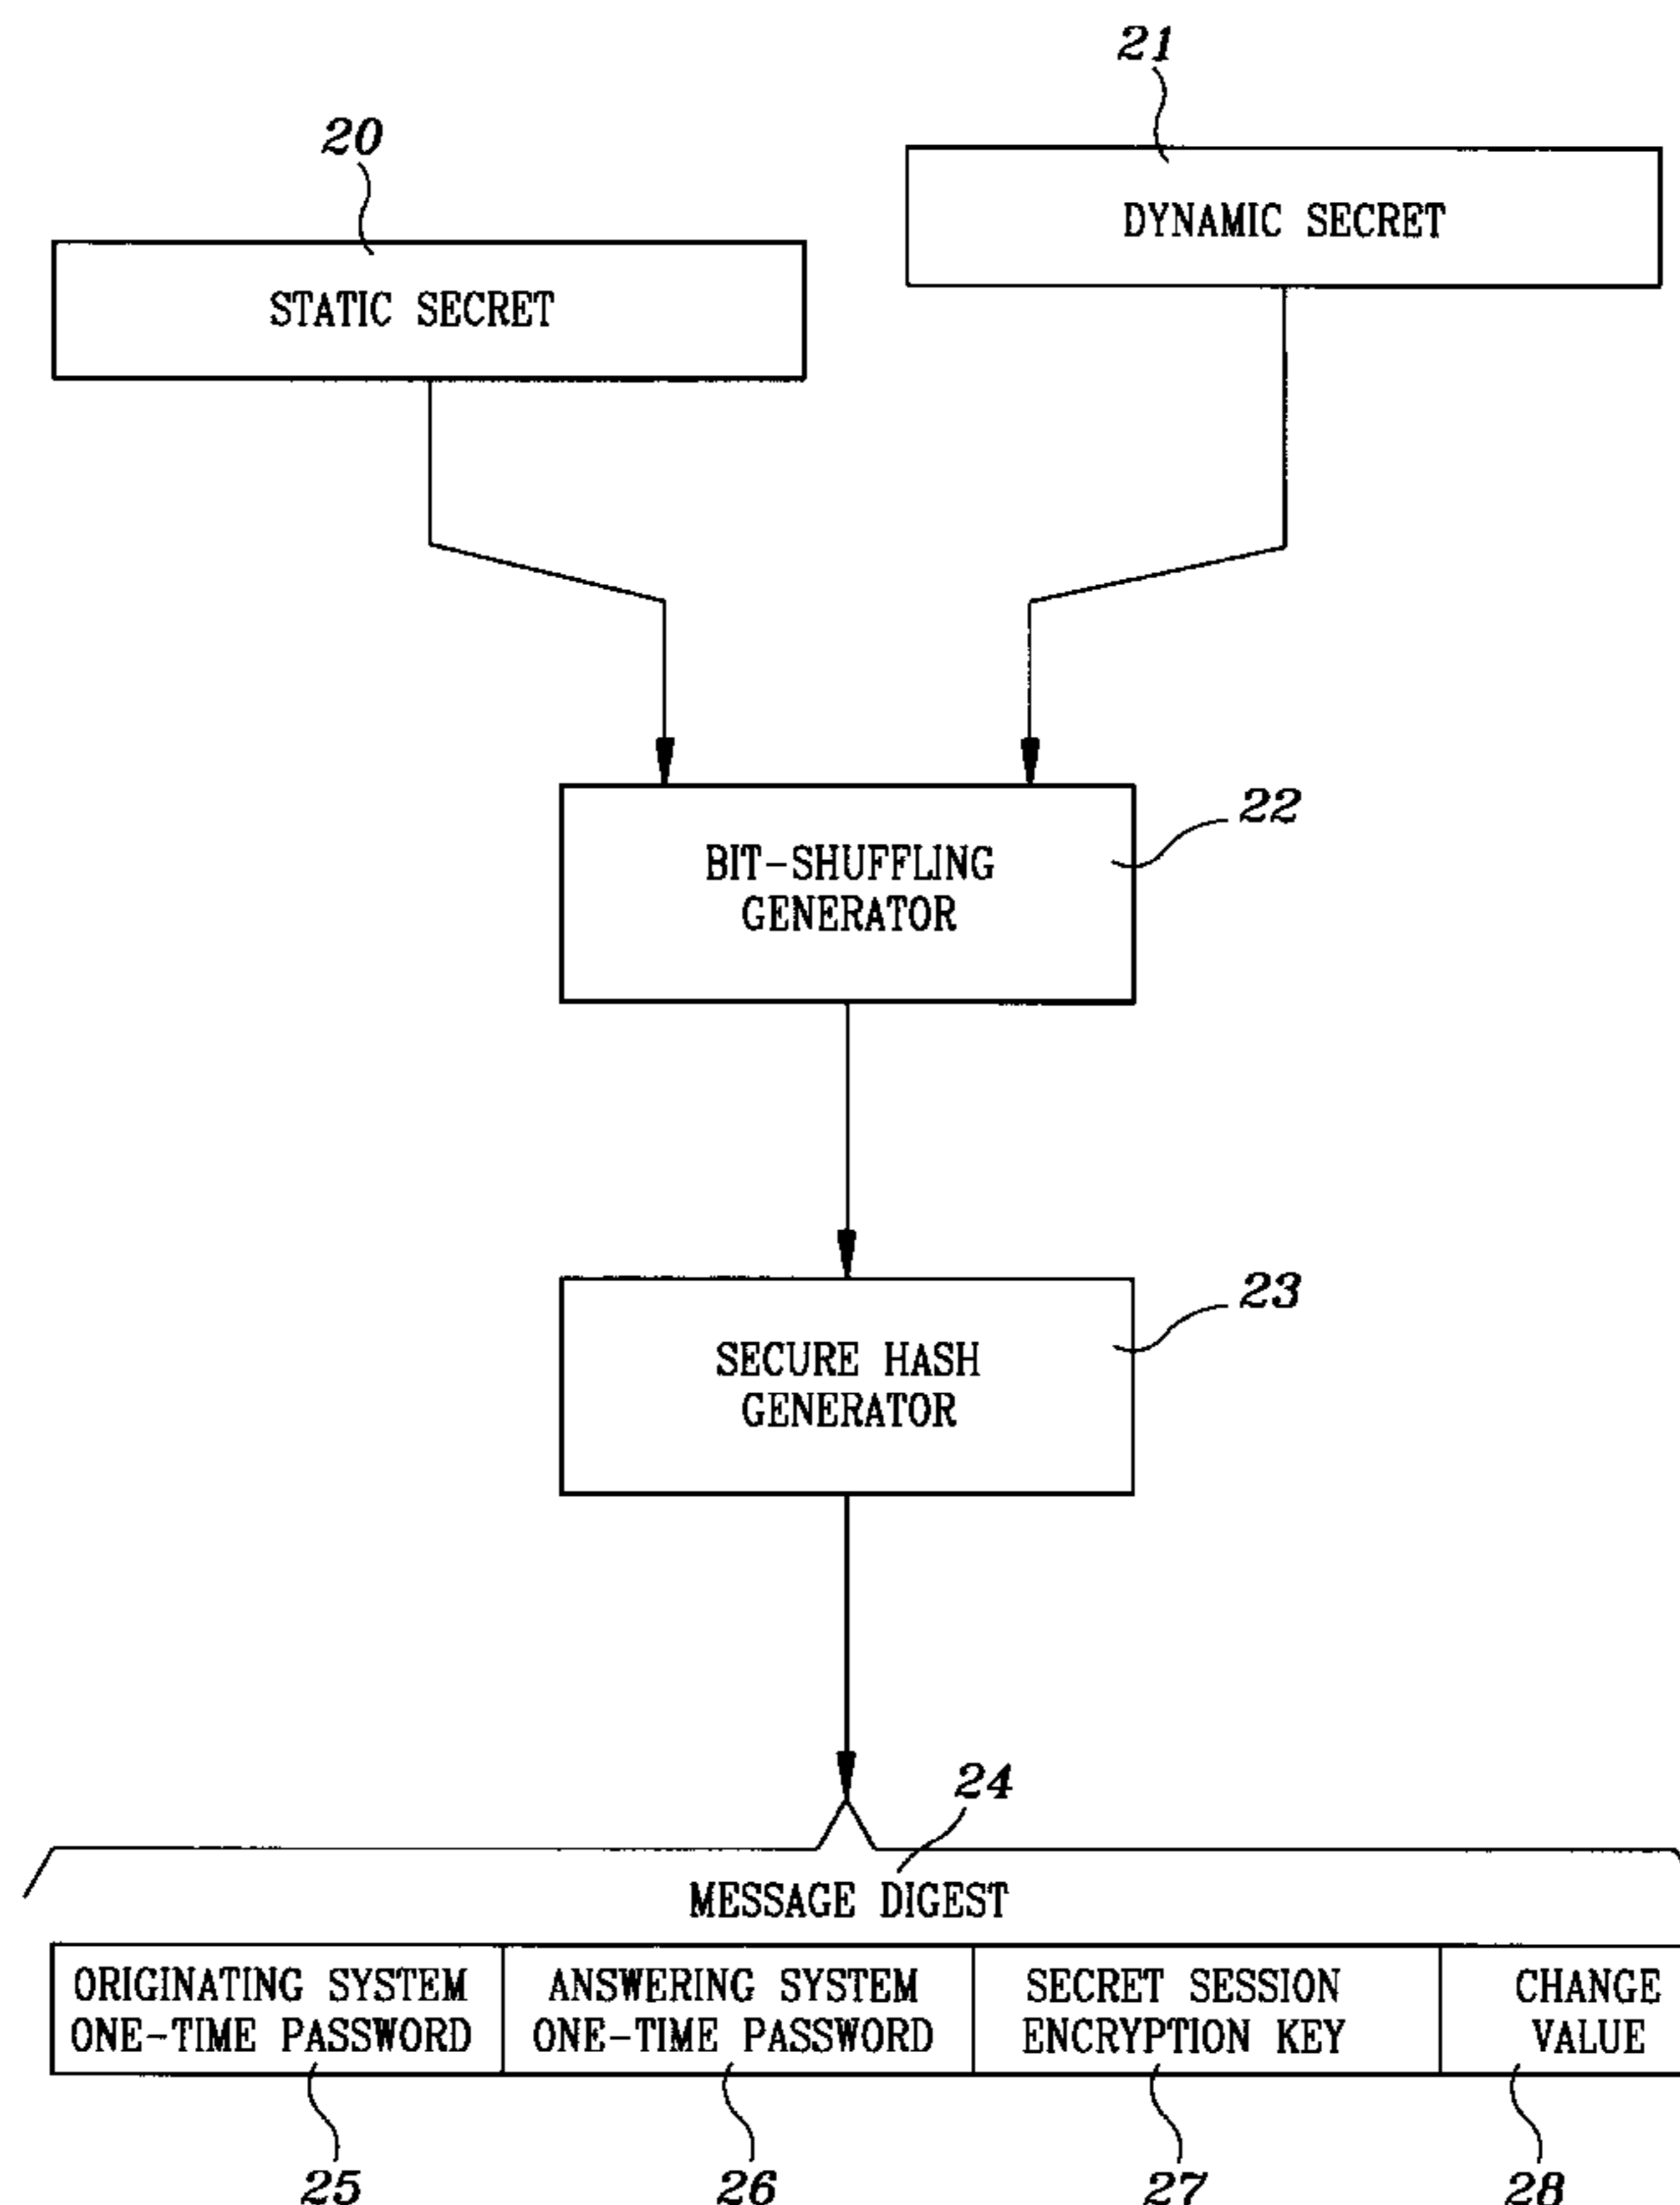 21
20
DYNAMIC SECRET
STATIC SECRET
22
BIT-SHUFFLING
GENERATOR
23
SECURE HASH
GENERATOR
24
MESSAGE DIGEST
ORIGINATING SYSTEM
ONE-TIME PASSWORD
ANSWERING SYSTEM
ONE-TIME PASSWORD
SECRET SESSION
ENCRYPTION KEY
CHANGE
VALUE
25
26
27
28